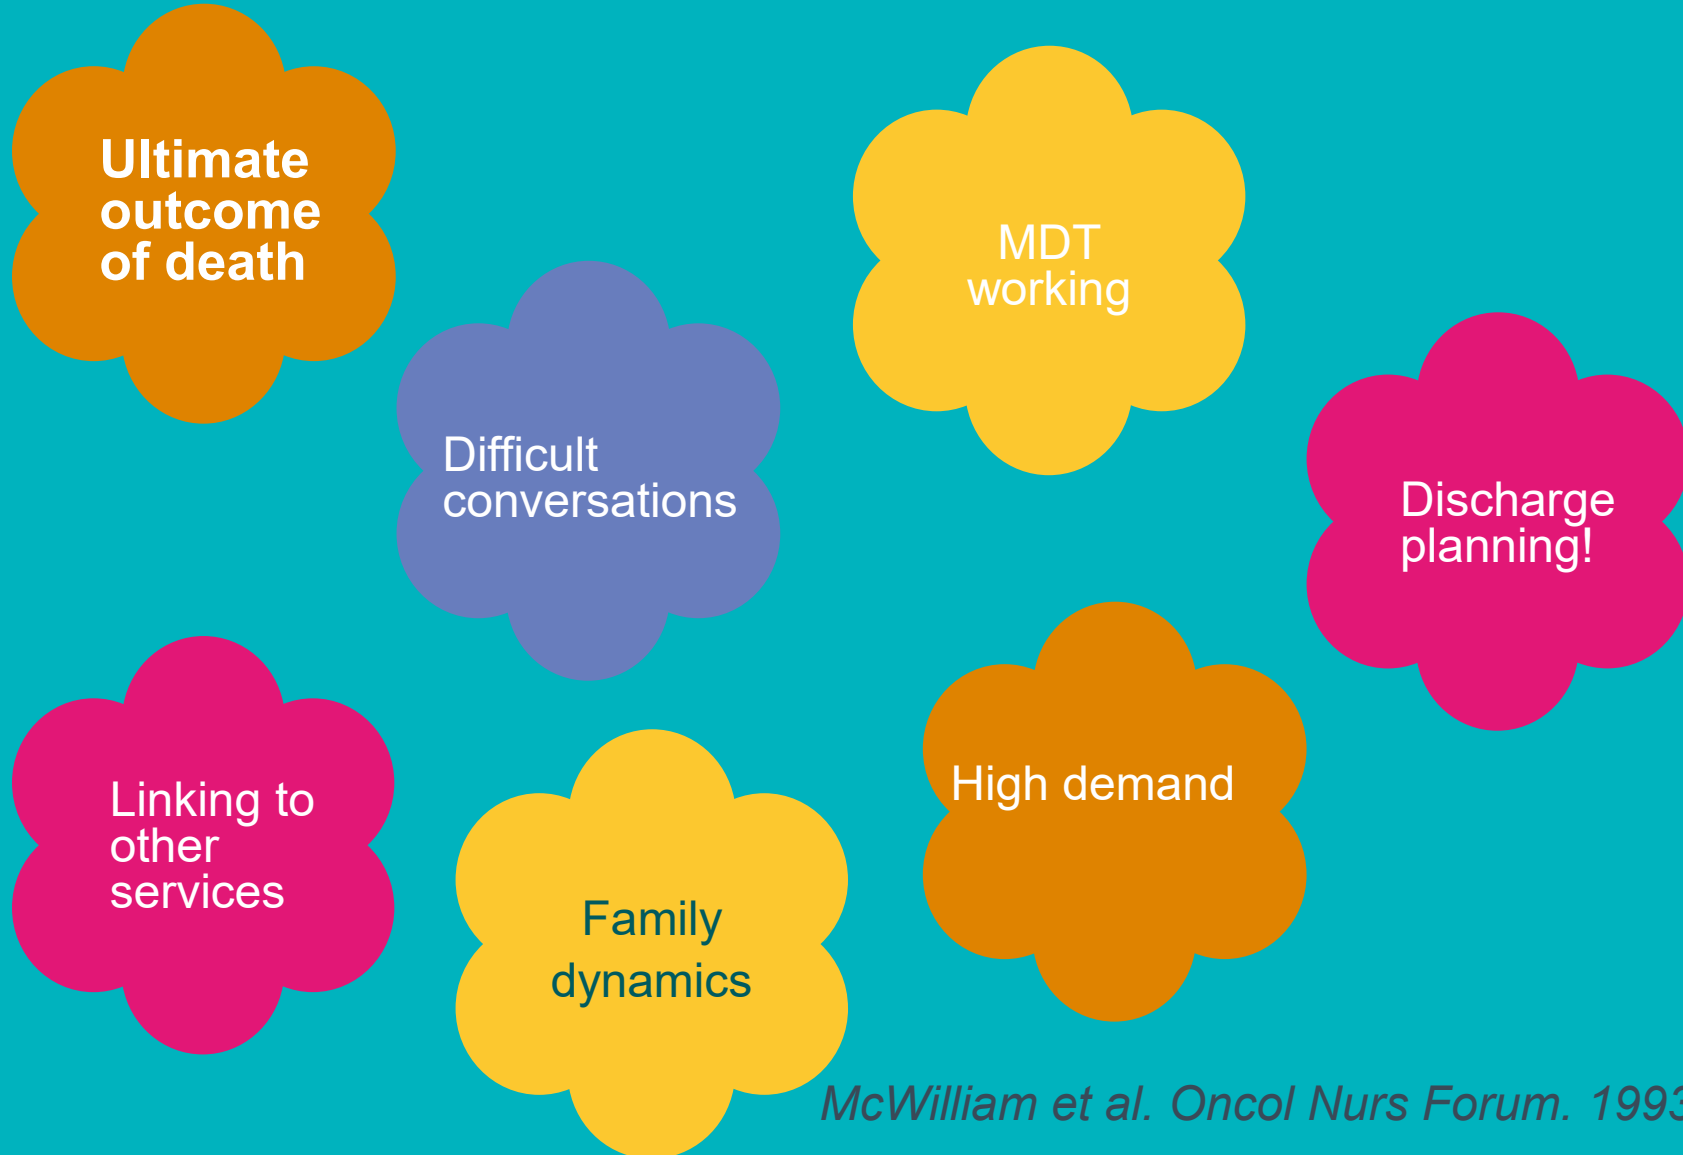 Ultimate
outcome
of death
MDT
working
Difficult
conversations
Discharge
planning!
Linking to
other
services
High demand
Family
dynamics
McWilliam et al. Oncol Nurs Forum. 1993